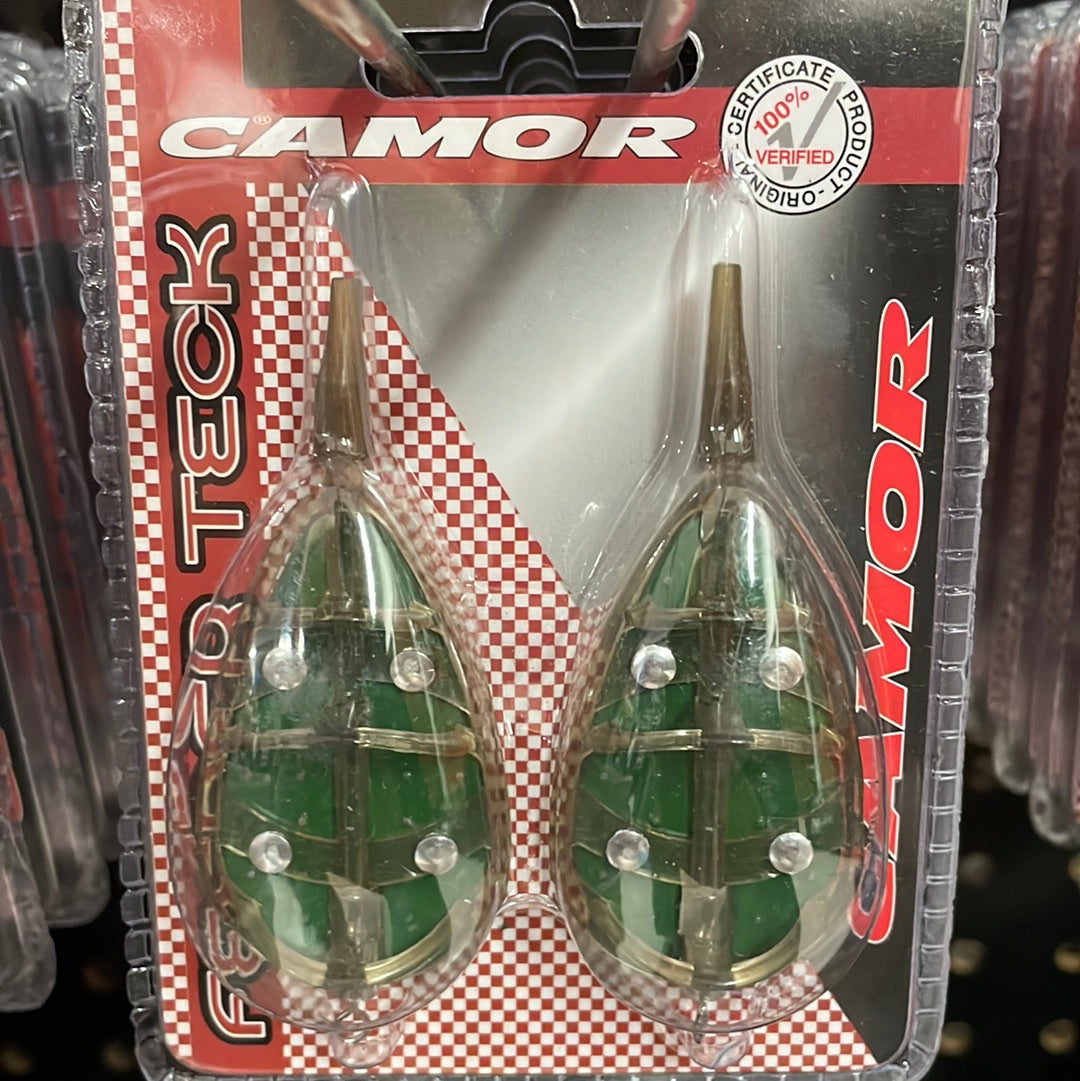 CAMOR®
CERTIFICATE PRODUCT - ORIGINAL -
100%
VERIFIED
TECK
CAMOR